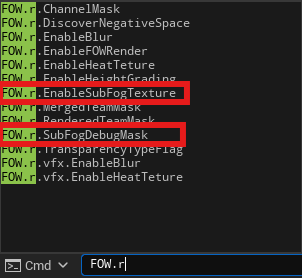 FOW.r.ChannelMask
FOW.r.DiscoverNegativeSpace
FOW.r.EnableBlur
FOW.r.EnableFOWRender
FOW.r.EnableHeatTeture
FOW.r.EnableHeightGrading
FOW.r.EnableSubFogTexture
FOW.r.MergedTeamMask
FOW.r.RenderedTeamMask
FOW.r.SubFogDebugMask
FOW.r.TransparencyTypeFlag
FOW.r.vfx.EnableBlur
FOW.r.vfx.EnableHeatTeture
Cmd
FOW.r